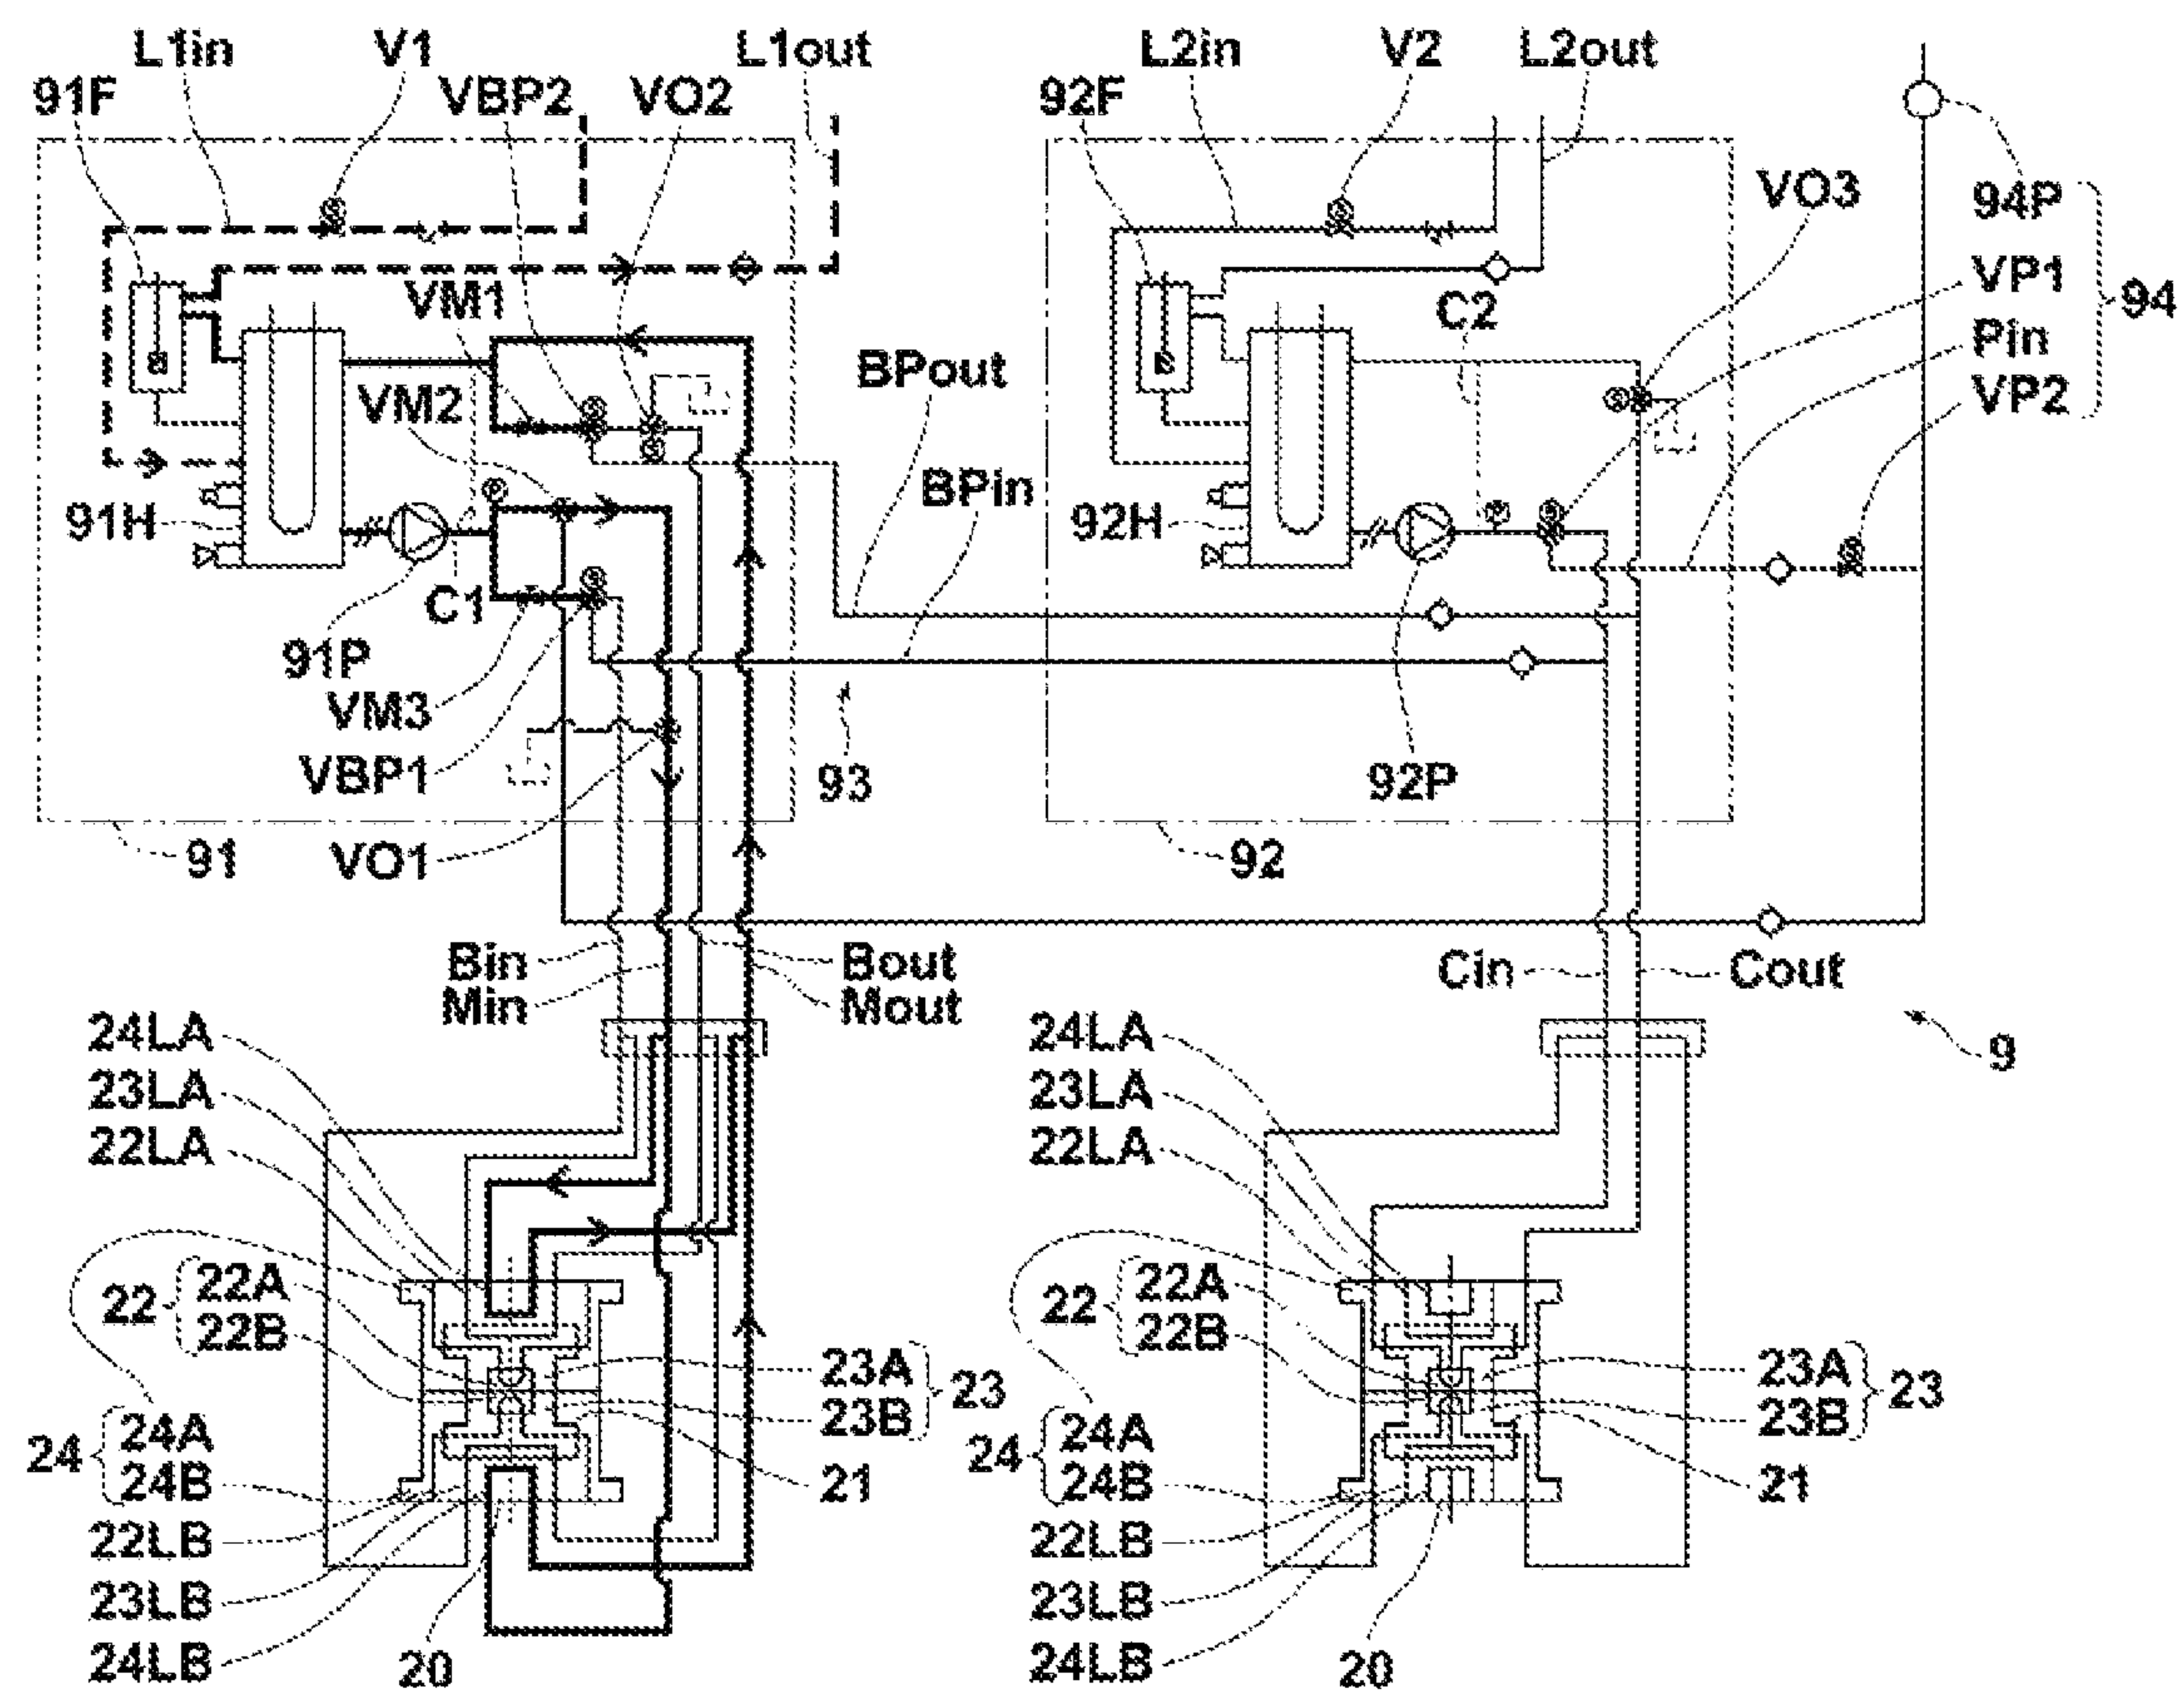 L1in V1 L1out L2in V2 L2out
91F VBP2 VO2 92F
94P
VO3
VP1
94
VM1 C2
Pin
VM2 BPout VP2
BPin
91H 92H
C1
91P
VM3
VBP1 93 92P
91 VO1 92
Bin Bout Cin Cout
Min Mout
24LA 24LA 9
23LA 23LA
22LA 22LA
22 22A 22 22A
22B 22B
23A 23 23A 23
23B 23B
24 24A 24 24A
24B 21 24B 21
22LB 22LB
23LB 23LB
24LB 20 24LB 20